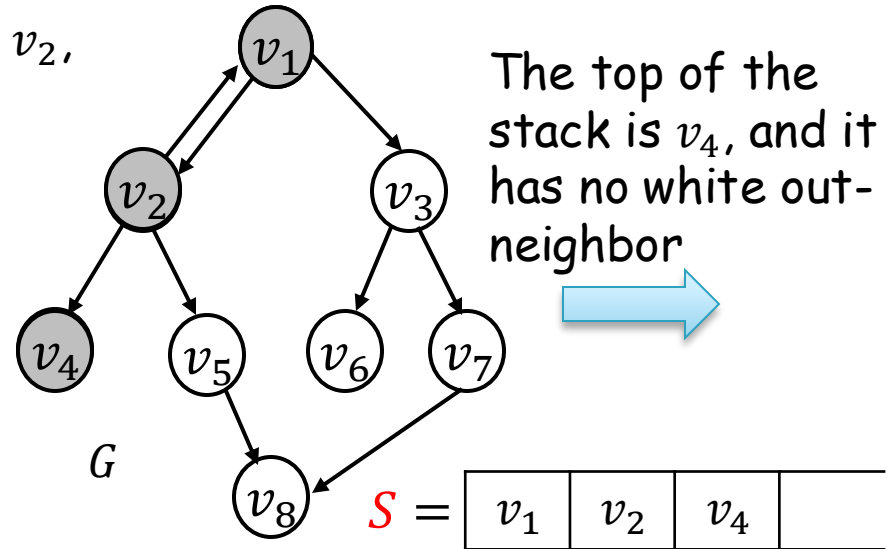 v₂,
v₁
The top of the
stack is v₄, and it
has no white out-
neighbor
v₂
v₃
v₄
v₅
v₆
v₇
G
v₈
S = v₁ v₂ v₄